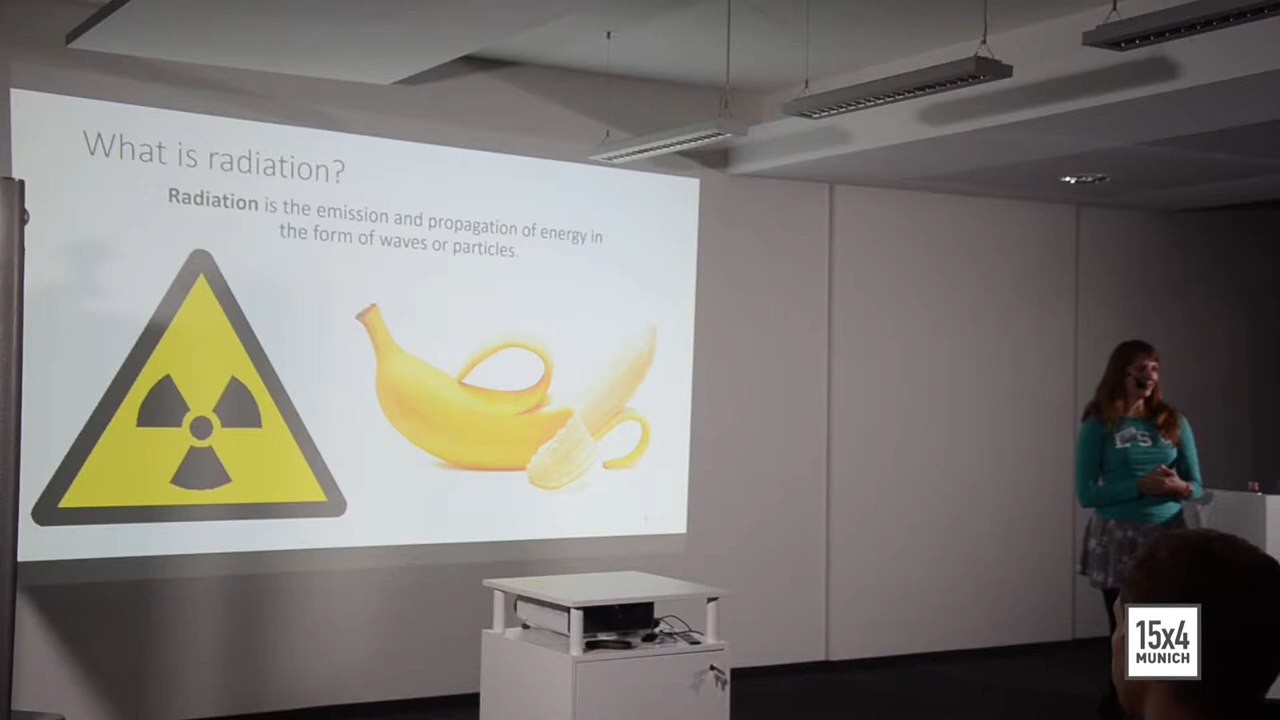 What is radiation?
Radiation is the emission and propagation of energy in
the form of waves or particles.
15x4
MUNICH